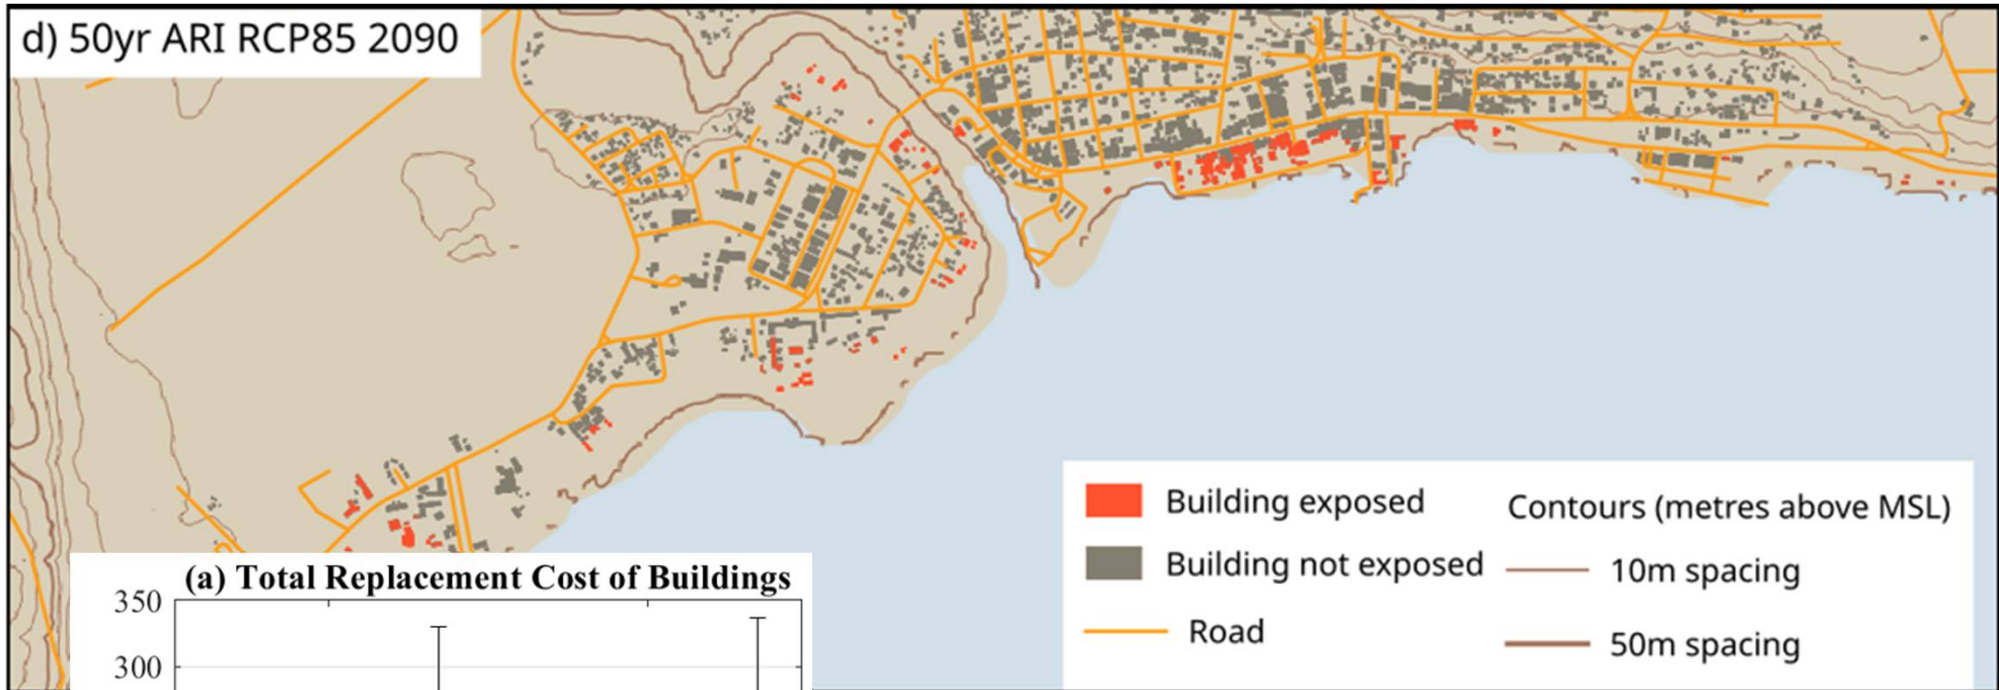 d) 50yr ARI RCP85 2090
Building exposed
Building not exposed
Road
Contours (metres above MSL)
10m spacing
50m spacing
(a) Total Replacement Cost of Buildings
350
300